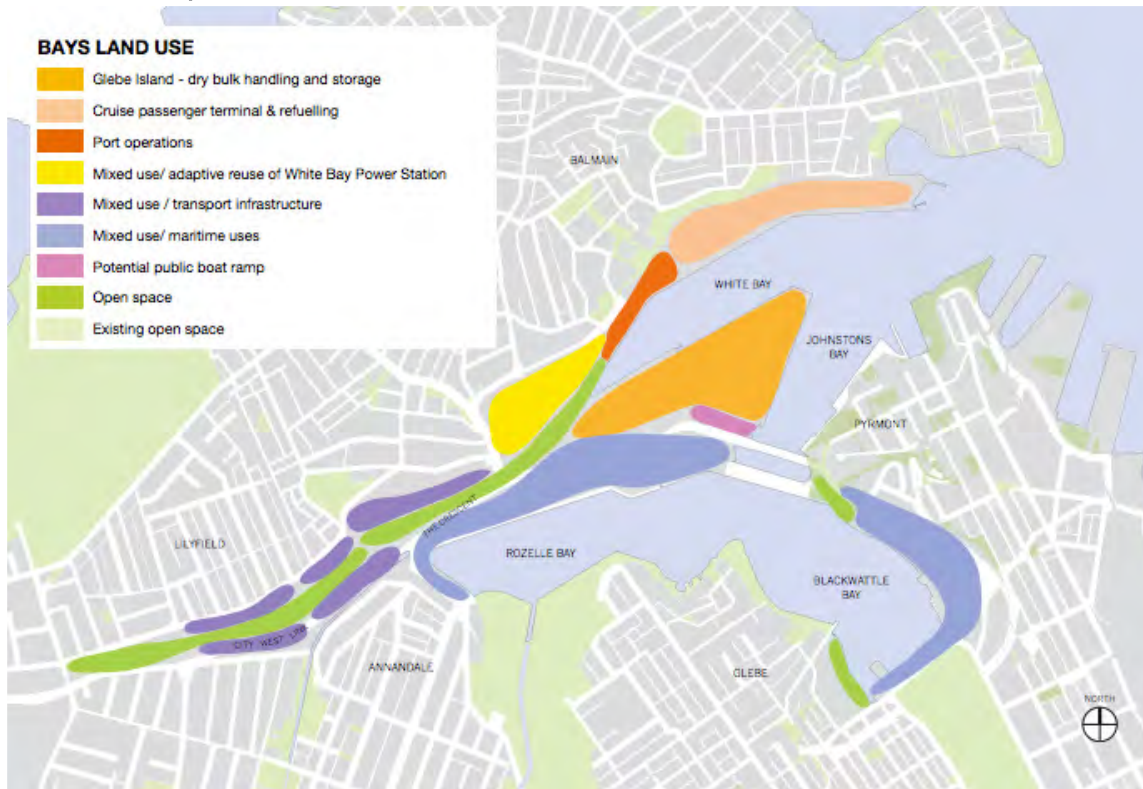 BAYS LAND USE
Glebe Island - dry bulk handling and storage
Cruise passenger terminal & refuelling
Port operations
Mixed use/ adaptive reuse of White Bay Power Station
Mixed use / transport infrastructure
Mixed use/ maritime uses
Potential public boat ramp
Open space
Existing open space
BALMAIN
WHITE BAY
JOHNSTONS
BAY
PYRMONT
THE CRESCENT
LILYFIELD
ROZELLE BAY
BLACKWATTLE
BAY
CITY WEST LINK
ANNANDALE
GLEBE
NORTH